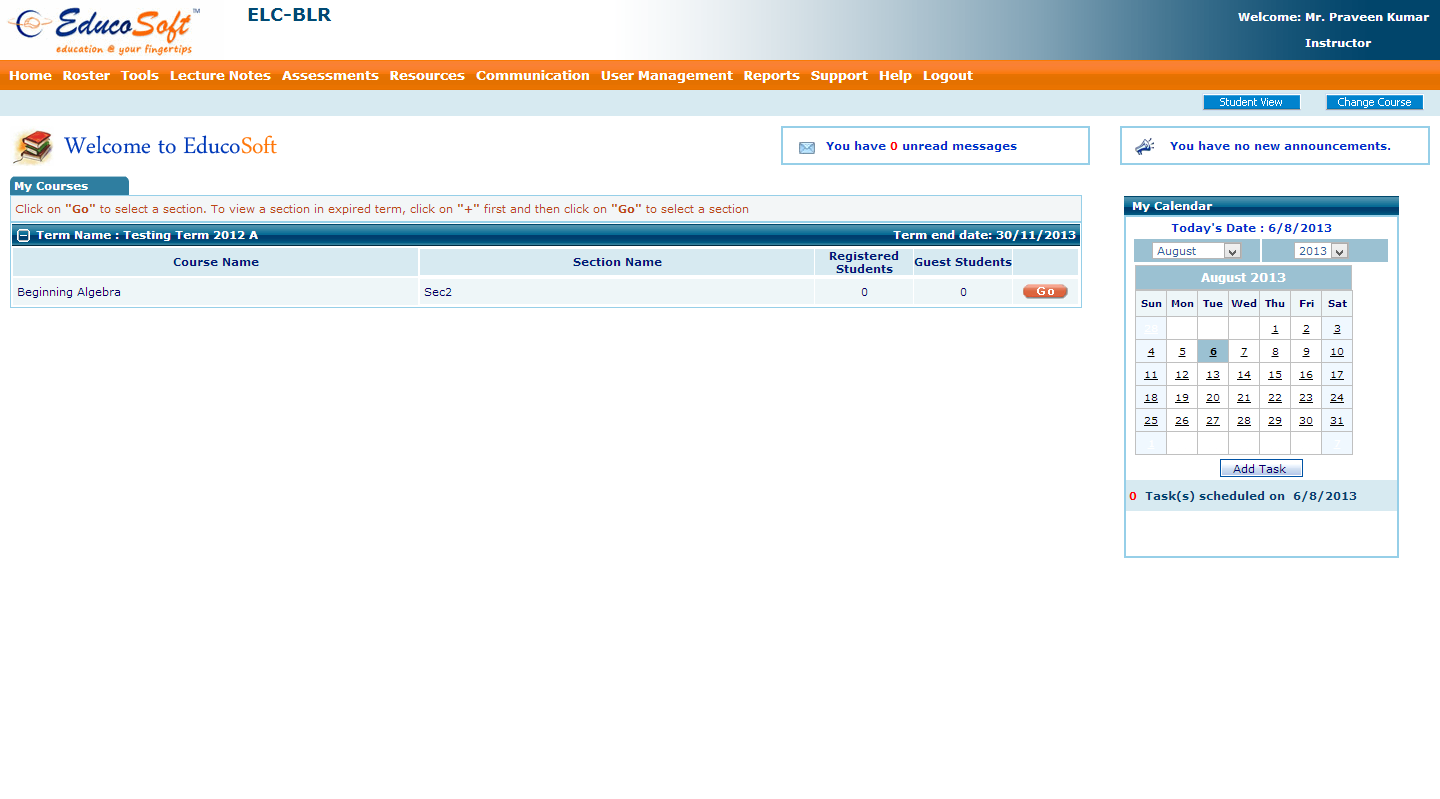 EducoSoft™
education @ your fingertips
ELC-BLR
Welcome: Mr. Praveen Kumar
Instructor
Home Roster Tools Lecture Notes Assessments Resources Communication User Management Reports Support Help Logout
Student View Change Course
Welcome to EducoSoft
You have 0 unread messages
You have no new announcements.
My Courses
Click on "Go" to select a section. To view a section in expired term, click on "+" first and then click on "Go" to select a section
Term Name : Testing Term 2012 A Term end date: 30/11/2013
Course Name Section Name Registered Students Guest Students
Beginning Algebra Sec2 0 0 Go
My Calendar
Today's Date : 6/8/2013
August 2013
August 2013
Sun Mon Tue Wed Thu Fri Sat
1 2 3
4 5 6 7 8 9 10
11 12 13 14 15 16 17
18 19 20 21 22 23 24
25 26 27 28 29 30 31
Add Task
0 Task(s) scheduled on 6/8/2013